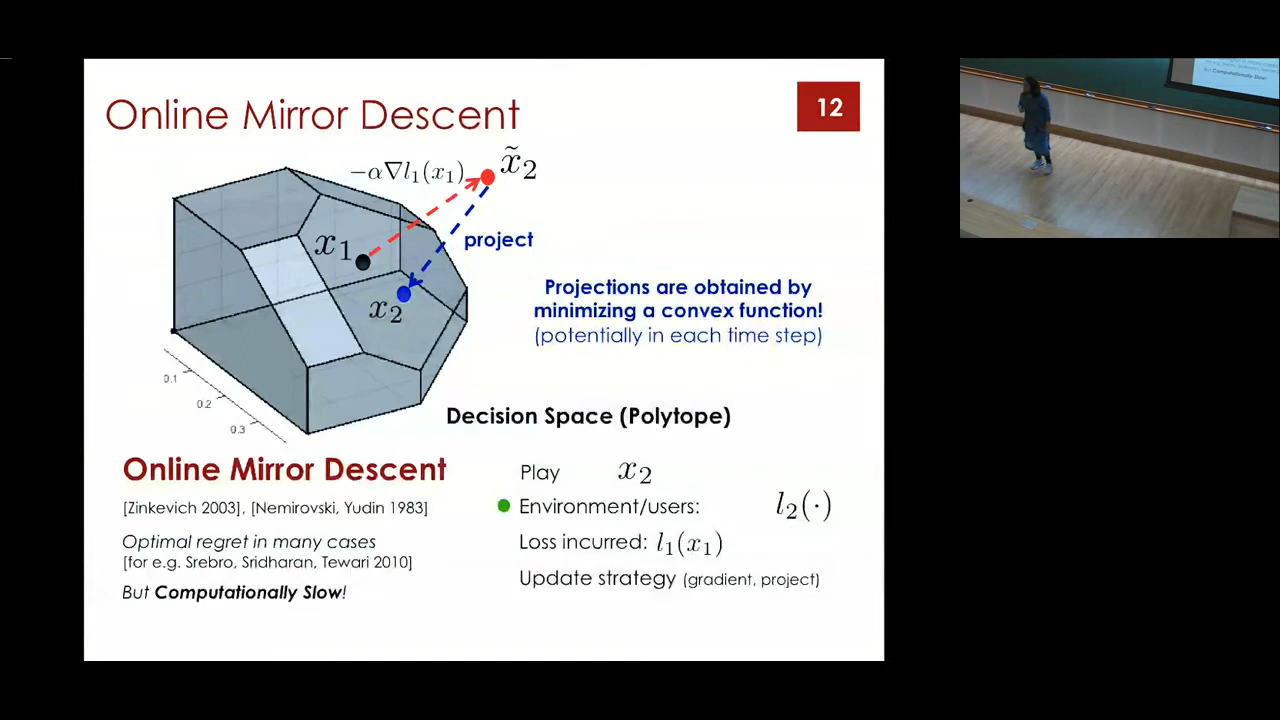 Online Mirror Descent
12
−α∇l₁(x₁)
x̃₂
x₁
project
x₂
Projections are obtained by
minimizing a convex function!
(potentially in each time step)
0.1
0.2
0.3
Decision Space (Polytope)
Online Mirror Descent
[Zinkevich 2003], [Nemirovski, Yudin 1983]
Optimal regret in many cases
[for e.g. Srebro, Sridharan, Tewari 2010]
But Computationally Slow!
Play x₂
Environment/users: l₂(·)
Loss incurred: l₁(x₁)
Update strategy (gradient, project)
But Computationally Slow!